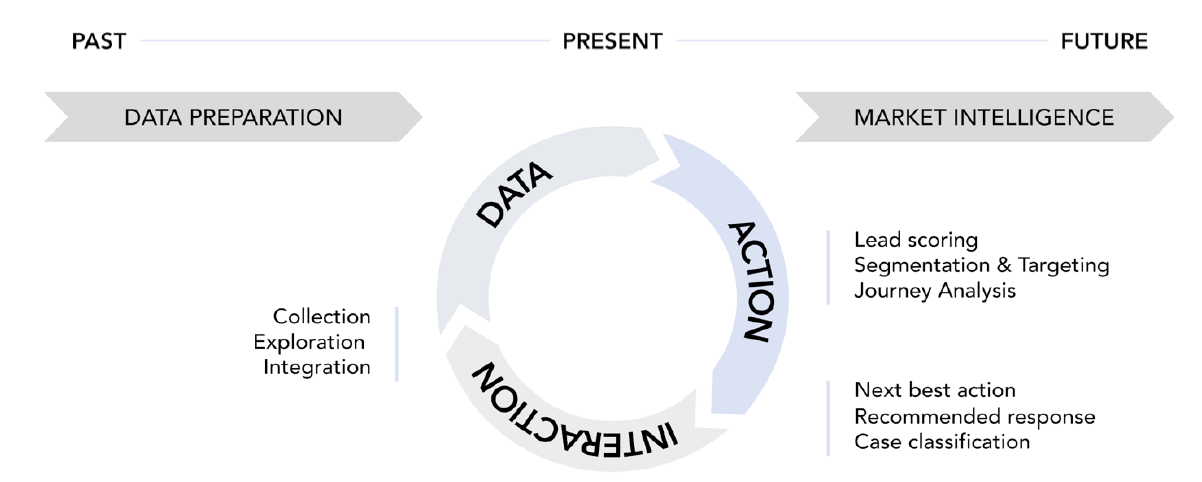 PAST PRESENT FUTURE
DATA PREPARATION
MARKET INTELLIGENCE
DATA
ACTION
INTERACTION
Collection
Exploration
Integration
Lead scoring
Segmentation & Targeting
Journey Analysis
Next best action
Recommended response
Case classification